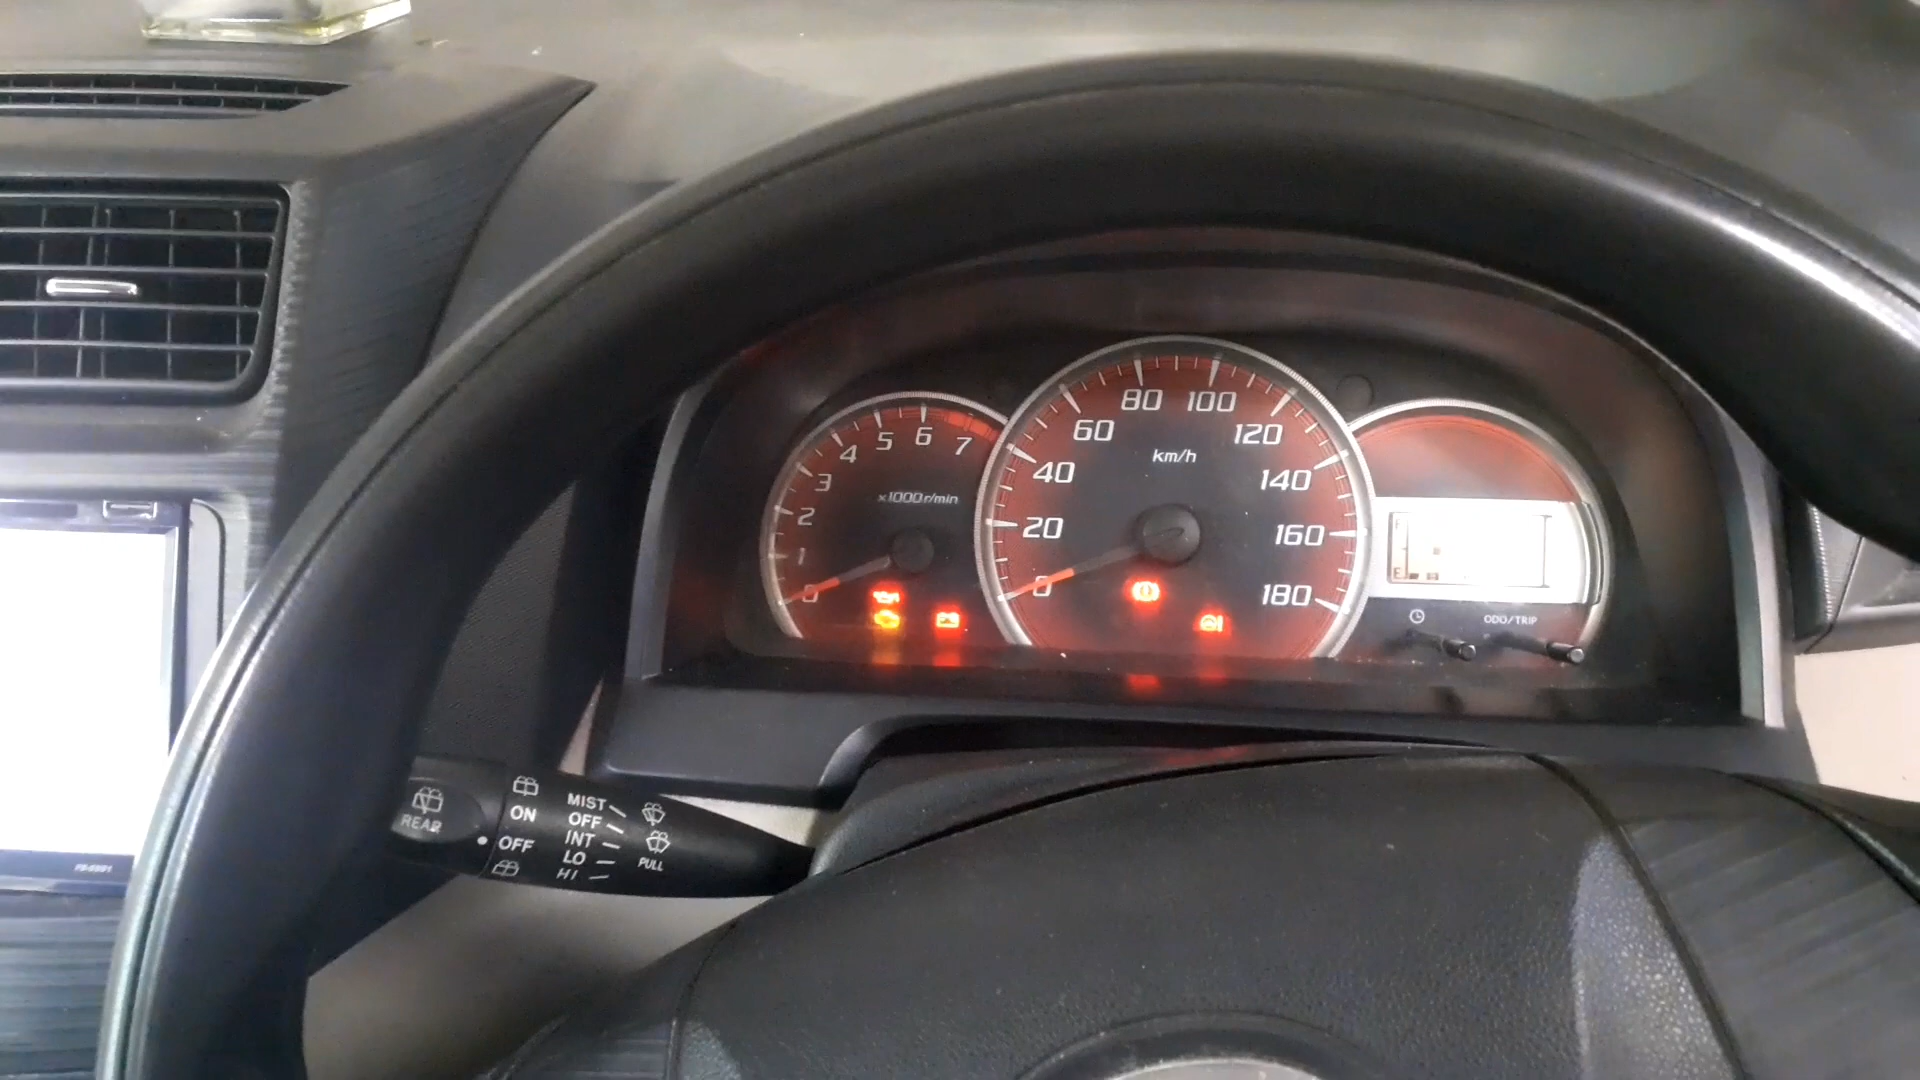 0 1 2 3 4 5 6 7
x1000r/min
0 20 40 60 80 100 120 140 160 180
km/h
F
E
ODO/TRIP
REAR
ON
OFF
MIST
OFF
INT
LO
HI
PULL